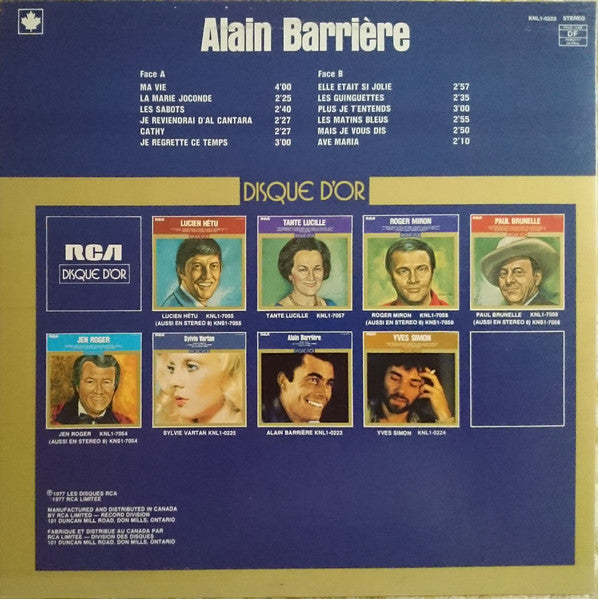 Alain Barrière
KNL1-0223 STEREO
DF
Face A
MA VIE 4'00
LA MARIE JOCONDE 2'25
LES SABOTS 2'40
JE REVIENDRAI D'AL CANTARA 2'27
CATHY 2'27
JE REGRETTE CE TEMPS 3'00
Face B
ELLE ETAIT SI JOLIE 2'57
LES GUINGUETTES 2'35
PLUS JE T'ENTENDS 3'00
LES MATINS BLEUS 2'55
MAIS JE VOUS DIS 2'50
AVE MARIA 2'10
DISQUE D'OR
RCA
DISQUE D'OR
LUCIEN HÉTU
TANTE LUCILLE
ROGER MIRON
PAUL BRUNELLE
LUCIEN HÉTU KNL1-7055
(AUSSI EN STEREO 8) KNS1-7055
TANTE LUCILLE KNL1-7057
ROGER MIRON KNL1-7058
(AUSSI EN STEREO 8) KNS1-7058
PAUL BRUNELLE KNL1-7056
(AUSSI EN STEREO 8) KNS1-7056
JEN ROGER
Sylvie Vartan
Alain Barrière
YVES SIMON
JEN ROGER KNL1-7054
(AUSSI EN STEREO 8) KNS1-7054
SYLVIE VARTAN KNL1-0225
ALAIN BARRIÈRE KNL1-0223
YVES SIMON KNL1-0224
℗1977 LES DISQUES RCA
1977 RCA LIMITÉE
MANUFACTURED AND DISTRIBUTED IN CANADA
BY RCA LIMITED — RECORD DIVISION
101 DUNCAN MILL ROAD, DON MILLS, ONTARIO
FABRIQUE ET DISTRIBUE AU CANADA PAR
RCA LIMITEE — DIVISION DES DISQUES
101 DUNCAN MILL ROAD, DON MILLS, ONTARIO